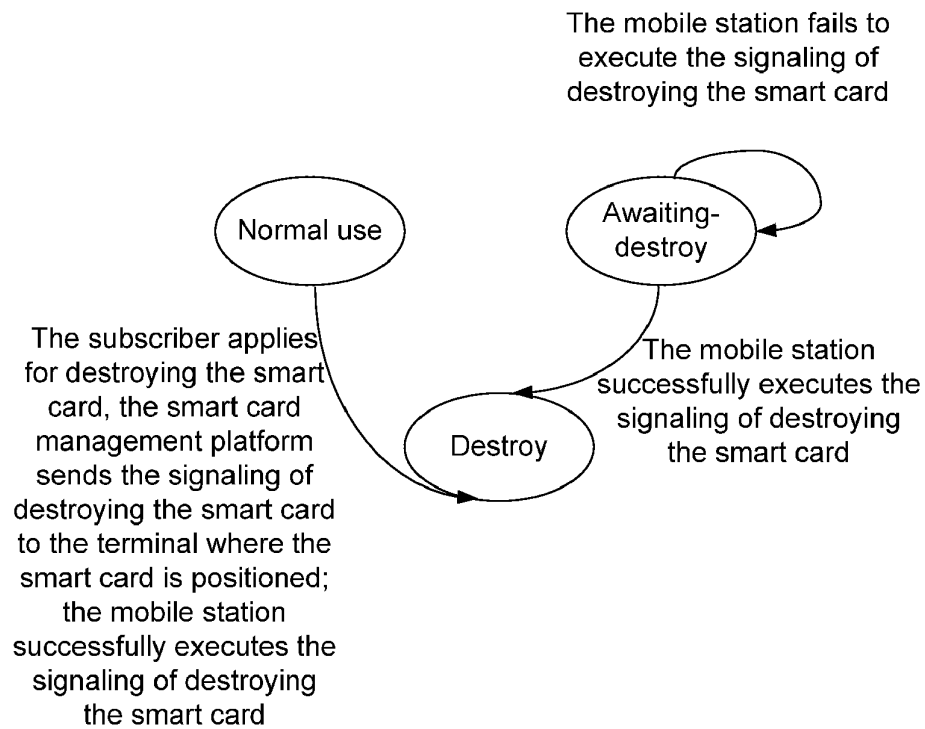 The mobile station fails to
execute the signaling of
destroying the smart card
Normal use
Awaiting-
destroy
The subscriber applies
for destroying the smart
card, the smart card
management platform
sends the signaling of
destroying the smart card
to the terminal where the
smart card is positioned;
the mobile station
successfully executes the
signaling of destroying
the smart card
The mobile station
successfully executes the
signaling of destroying
the smart card
Destroy